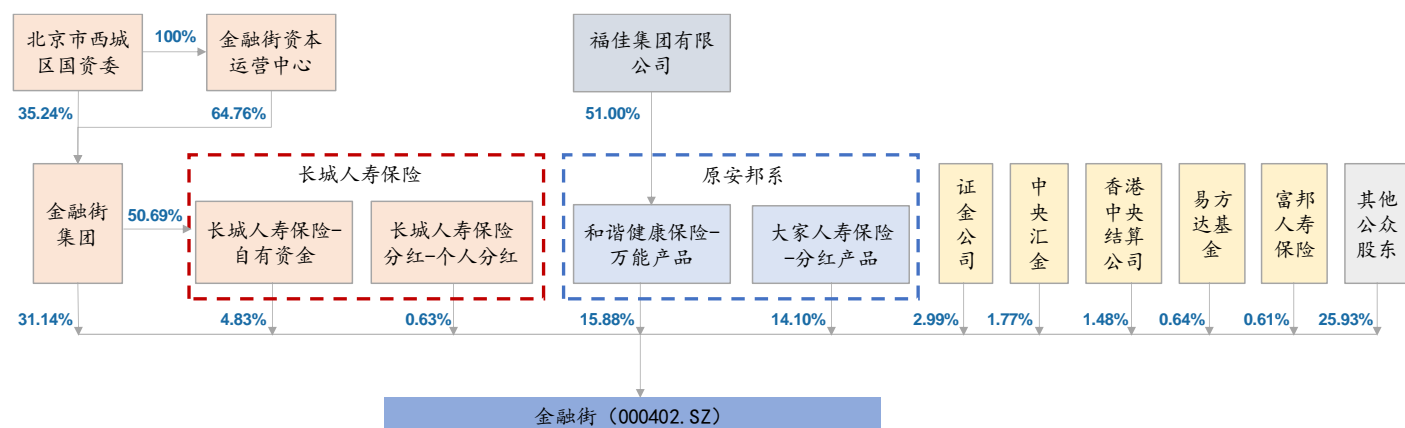 北京市西城
区国资委
100%
金融街资本
运营中心
福佳集团有限
公司
35.24%
64.76%
51.00%
长城人寿保险
原安邦系
金融街
集团
50.69%
长城人寿保险-
自有资金
长城人寿保险
分红-个人分红
和谐健康保险-
万能产品
大家人寿保险
-分红产品
证
金
公
司
中
央
汇
金
香港
中央
结算
公司
易方
达基
金
富邦
人寿
保险
其他
公众
股东
31.14%
4.83%
0.63%
15.88%
14.10%
2.99%
1.77%
1.48%
0.64%
0.61%
25.93%
金融街（000402.SZ）